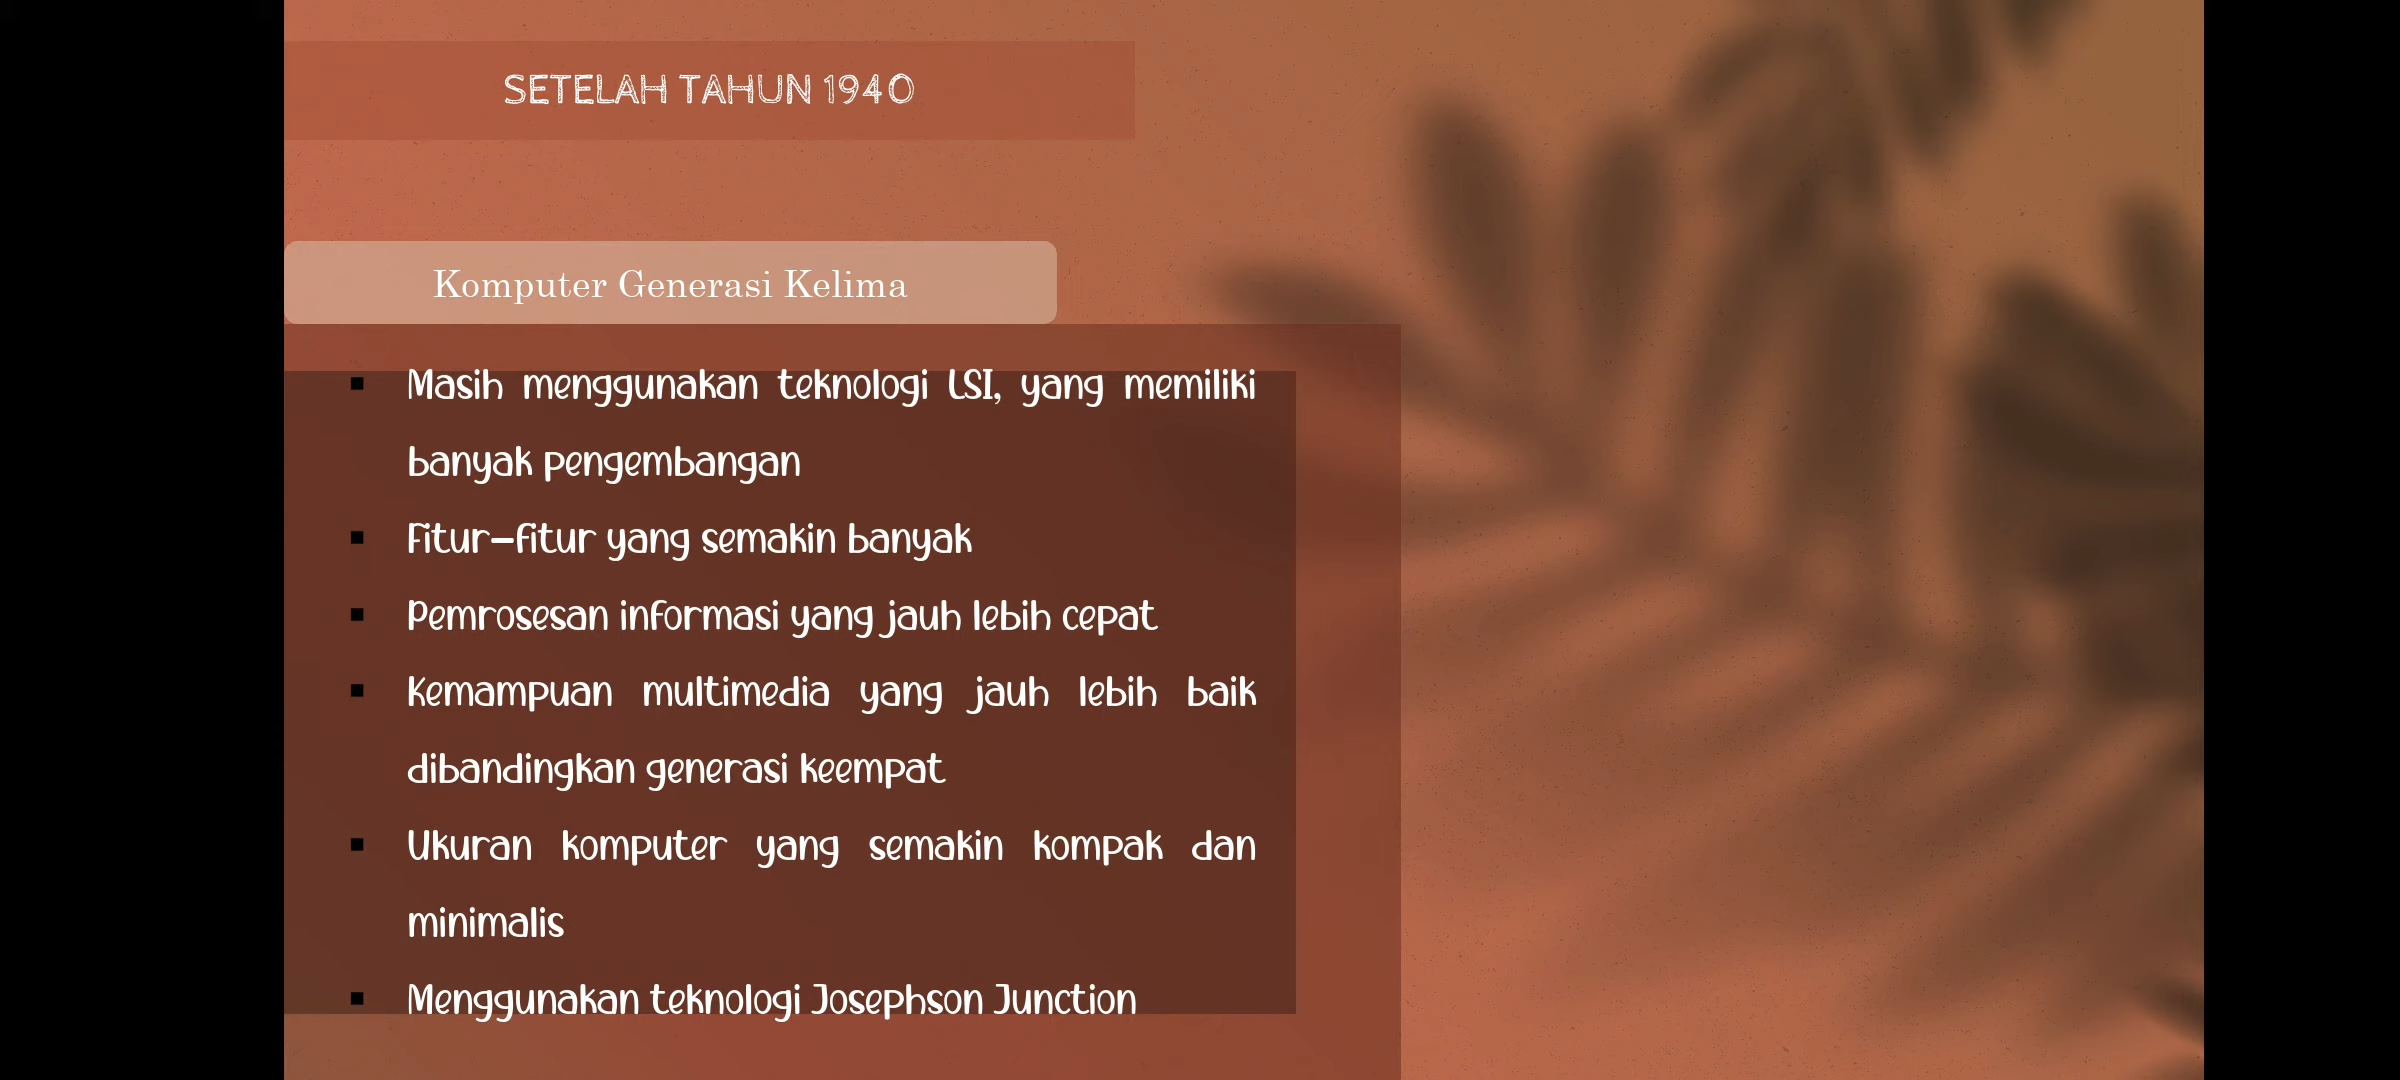 SETELAH TAHUN 1940
Komputer Generasi Kelima
▪ Masih menggunakan teknologi LSI, yang memiliki
banyak pengembangan
▪ Fitur-fitur yang semakin banyak
▪ Pemrosesan informasi yang jauh lebih cepat
▪ Kemampuan multimedia yang jauh lebih baik
dibandingkan generasi keempat
▪ Ukuran komputer yang semakin kompak dan
minimalis
▪ Menggunakan teknologi Josephson Junction